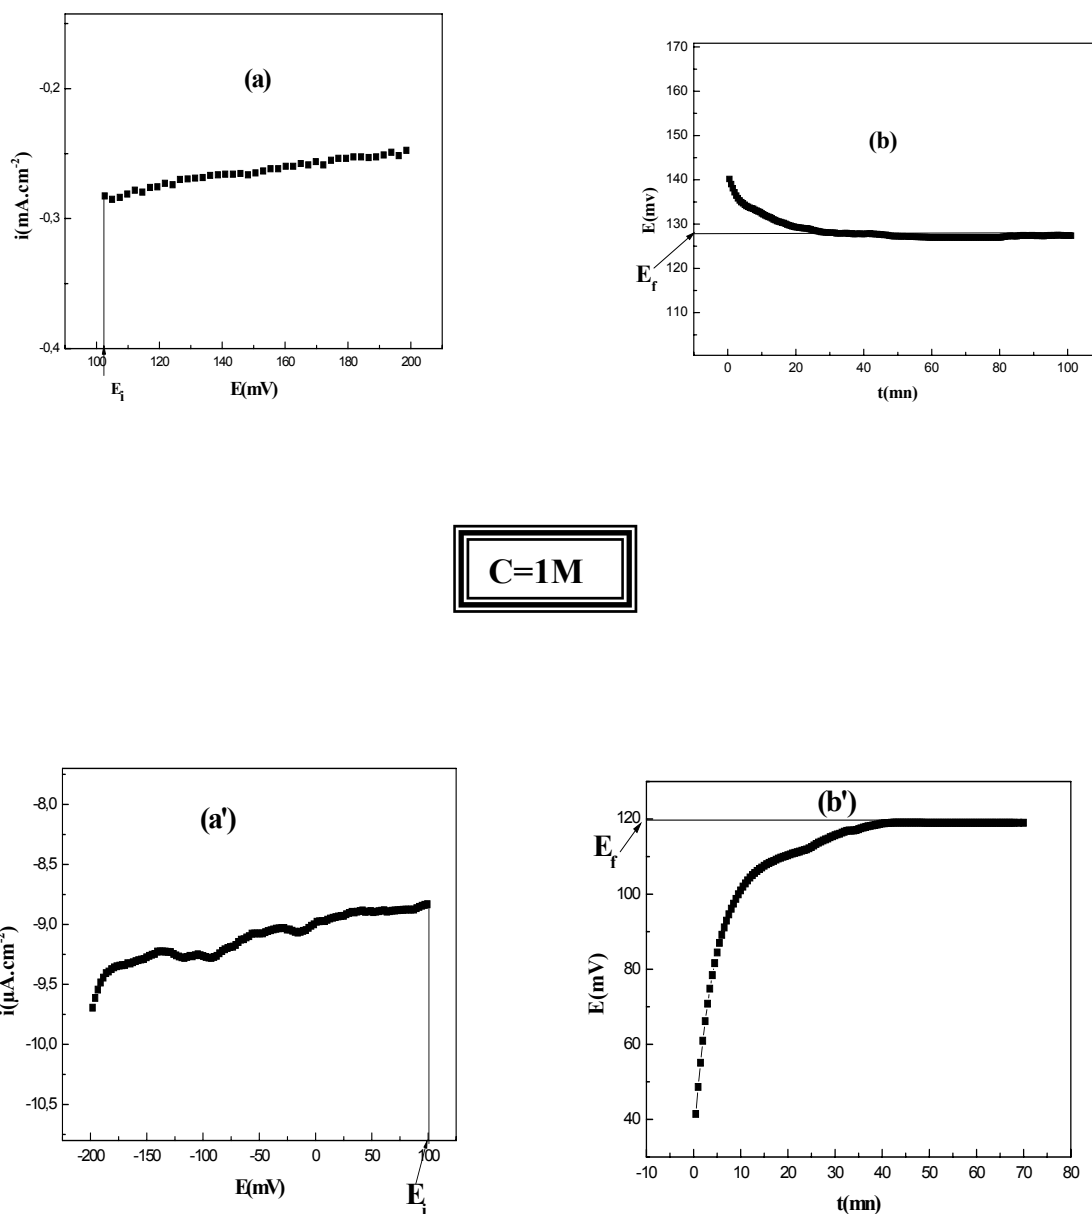 (a)
-0,2
-0,3
-0,4
i(mA.cm-2)
100 120 140 160 180 200
E(mV)
Ei
(b)
170
160
150
140
130
120
110
E(mv)
Ef
0 20 40 60 80 100
t(mn)
C=1M
(a')
-8,0
-8,5
-9,0
-9,5
-10,0
-10,5
i(µA.cm-2)
-200 -150 -100 -50 0 50 100
E(mV)
Ei
(b')
120
100
80
60
40
E(mV)
Ef
-10 0 10 20 30 40 50 60 70 80
t(mn)